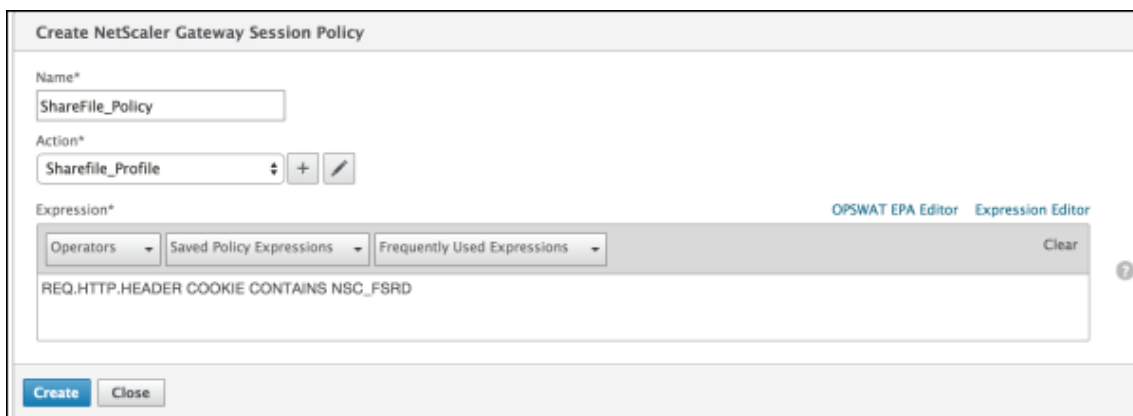 Create NetScaler Gateway Session Policy
Name*
ShareFile_Policy
Action*
Sharefile_Profile
Expression* OPSWAT EPA Editor Expression Editor
Operators Saved Policy Expressions Frequently Used Expressions Clear
REQ.HTTP.HEADER COOKIE CONTAINS NSC_FSRD
Create Close